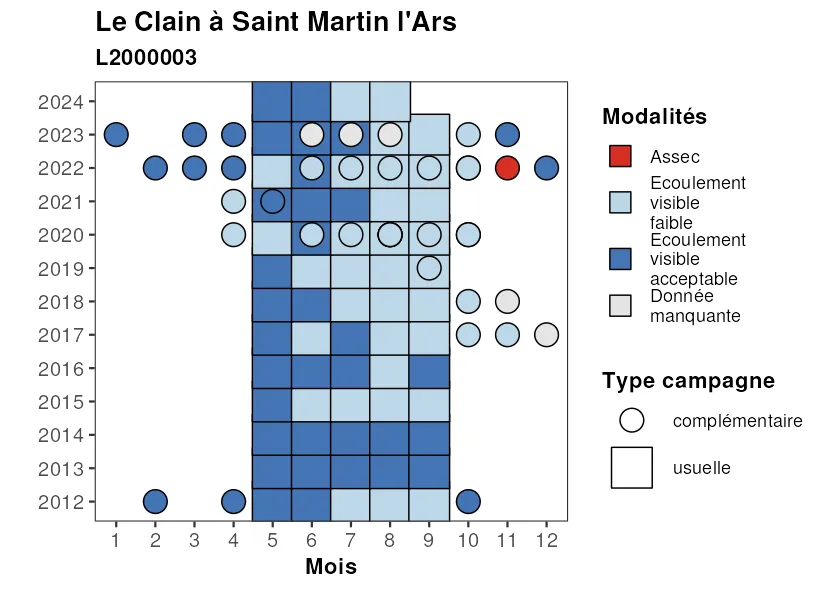 Le Clain à Saint Martin l'Ars
L2000003
2024
2023
2022
2021
2020
2019
2018
2017
2016
2015
2014
2013
2012
1 2 3 4 5 6 7 8 9 10 11 12
Mois
Modalités
Assec
Ecoulement
visible
faible
Ecoulement
visible
acceptable
Donnée
manquante
Type campagne
complémentaire
usuelle